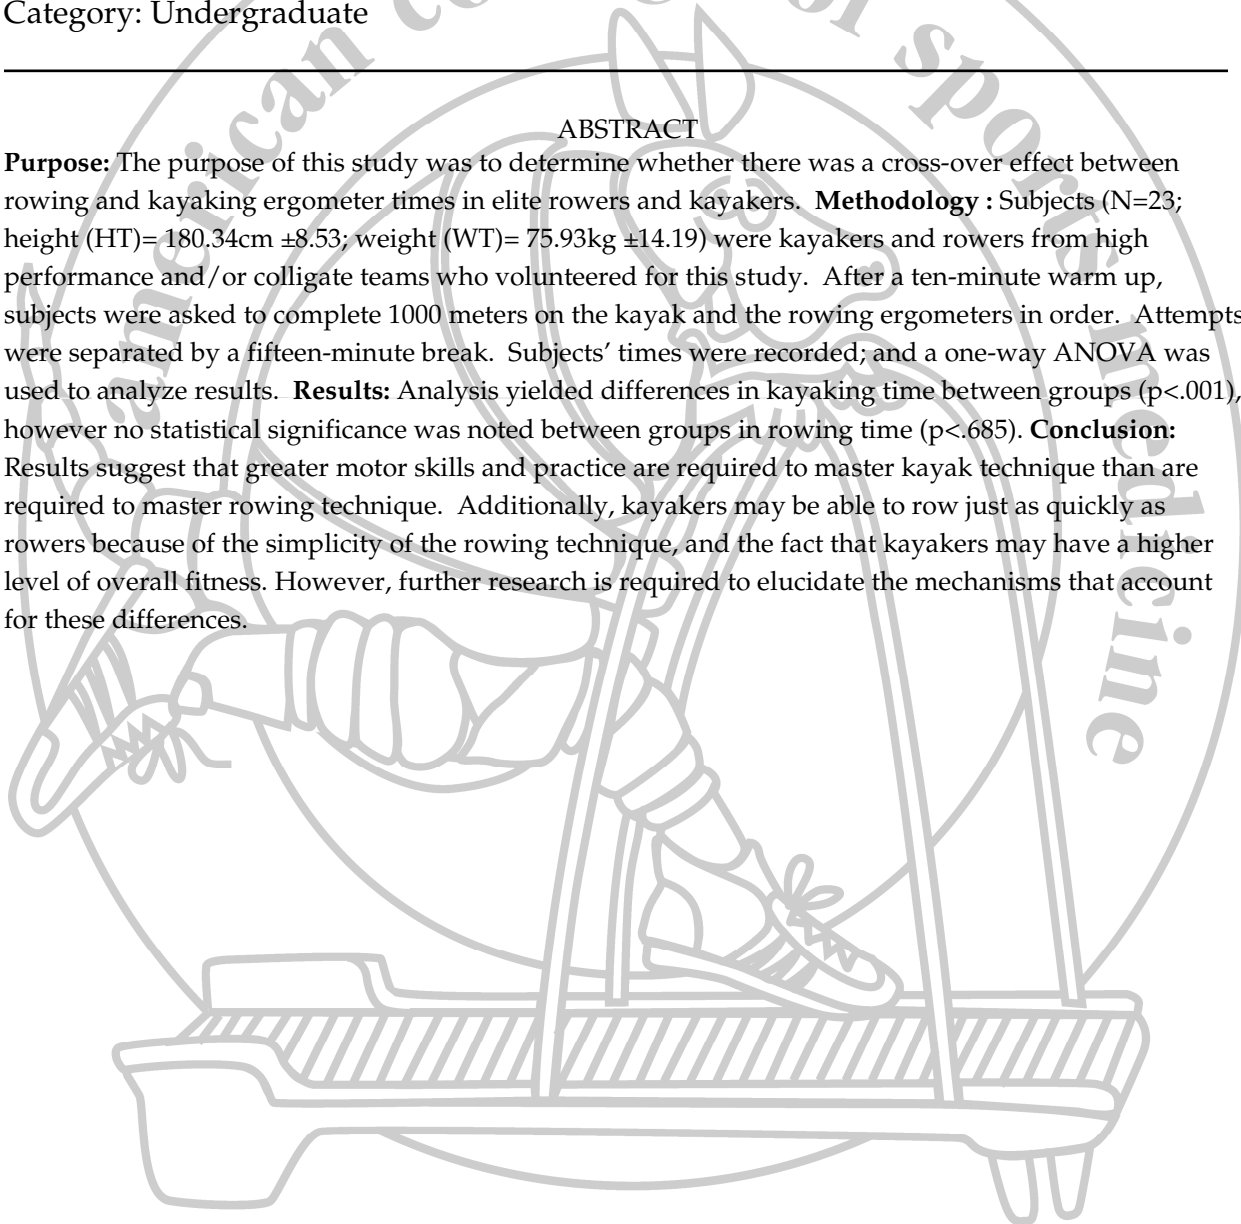 Category: Undergraduate
ABSTRACT
Purpose: The purpose of this study was to determine whether there was a cross-over effect between
rowing and kayaking ergometer times in elite rowers and kayakers. Methodology : Subjects (N=23;
height (HT)= 180.34cm ±8.53; weight (WT)= 75.93kg ±14.19) were kayakers and rowers from high
performance and/or colligate teams who volunteered for this study. After a ten-minute warm up,
subjects were asked to complete 1000 meters on the kayak and the rowing ergometers in order. Attempts
were separated by a fifteen-minute break. Subjects' times were recorded; and a one-way ANOVA was
used to analyze results. Results: Analysis yielded differences in kayaking time between groups (p<.001),
however no statistical significance was noted between groups in rowing time (p<.685). Conclusion:
Results suggest that greater motor skills and practice are required to master kayak technique than are
required to master rowing technique. Additionally, kayakers may be able to row just as quickly as
rowers because of the simplicity of the rowing technique, and the fact that kayakers may have a higher
level of overall fitness. However, further research is required to elucidate the mechanisms that account
for these differences.
american
of sports medicine